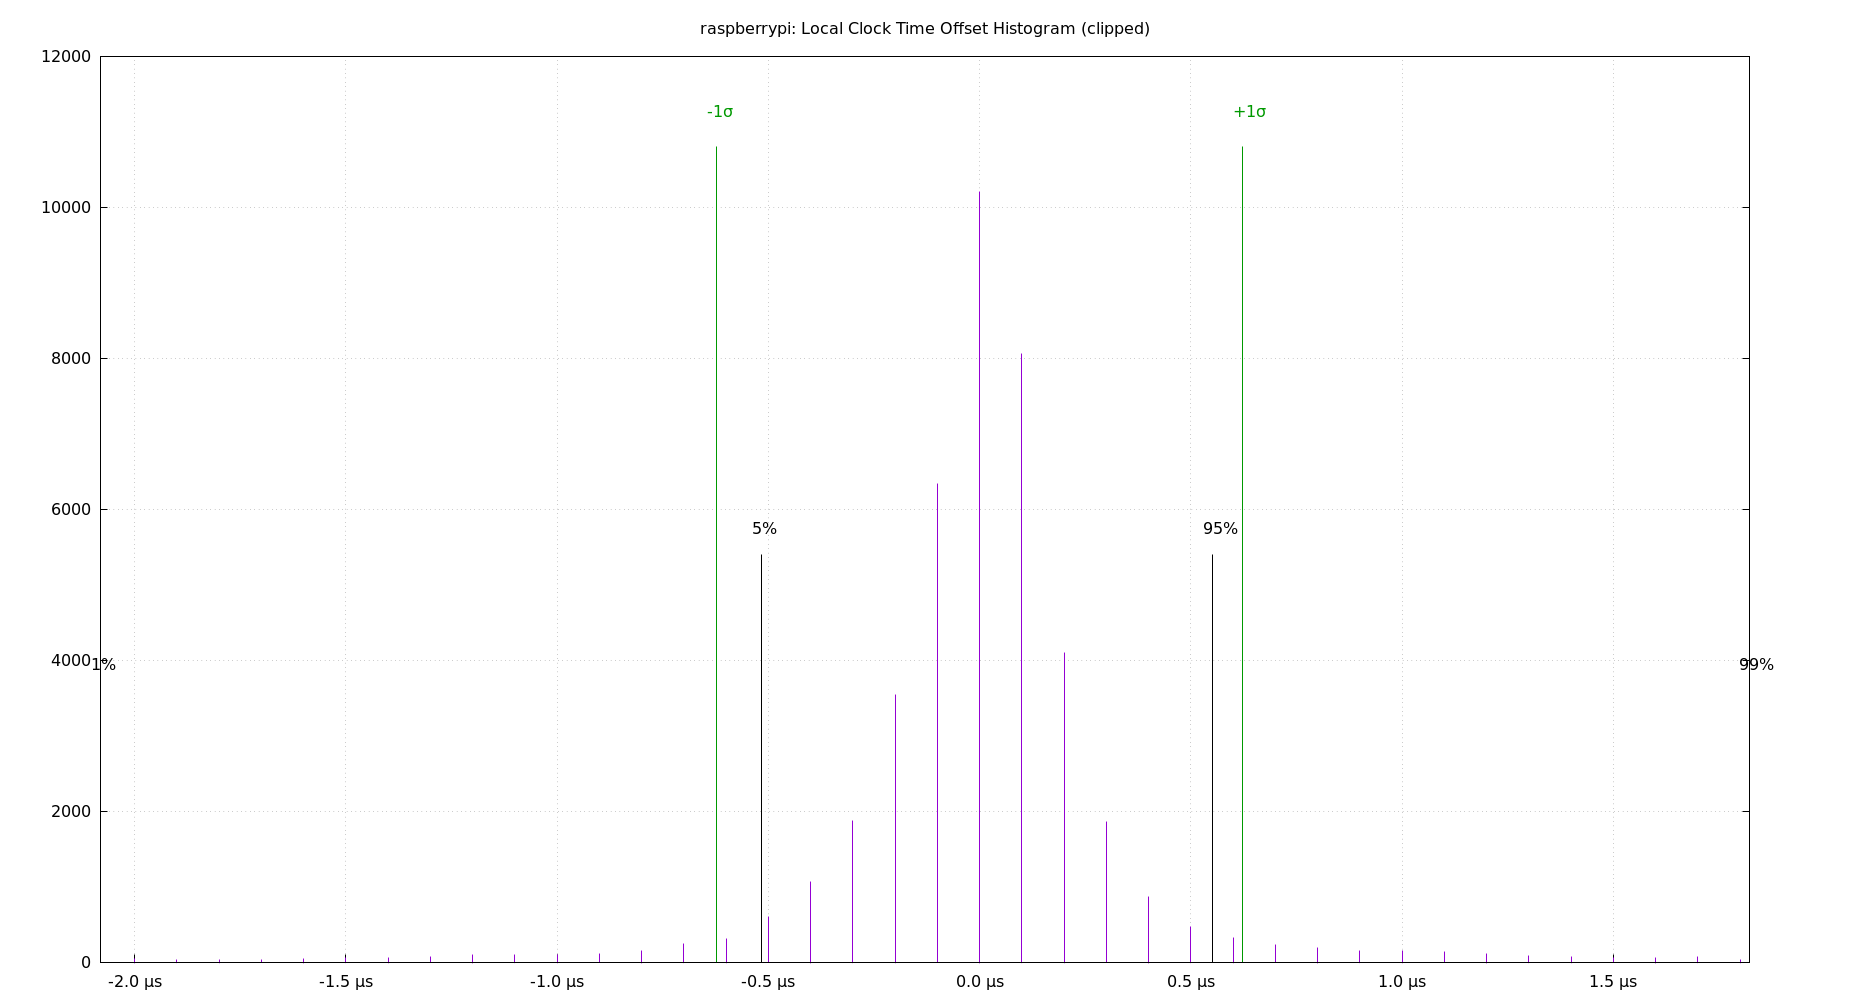 raspberrypi: Local Clock Time Offset Histogram (clipped)
12000
-1σ
+1σ
10000
8000
6000
5%
95%
4000
1%
99%
2000
0
-2.0 µs
-1.5 µs
-1.0 µs
-0.5 µs
0.0 µs
0.5 µs
1.0 µs
1.5 µs